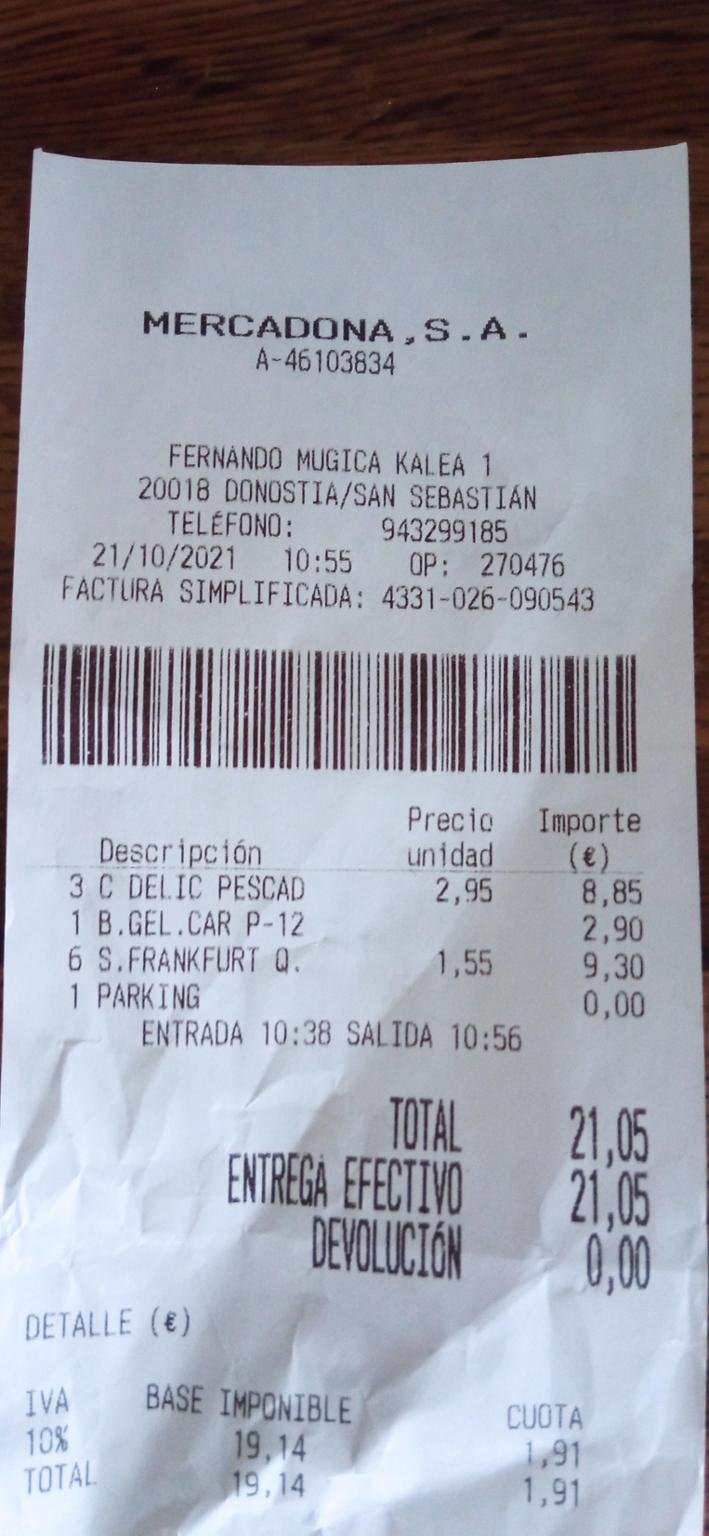 MERCADONA,S.A.
A-46103834
FERNANDO MUGICA KALEA 1
20018 DONOSTIA/SAN SEBASTIÁN
TELÉFONO: 943299185
21/10/2021 10:55 OP: 270476
FACTURA SIMPLIFICADA: 4331-026-090543
Precio Importe
Descripción unidad (€)
3 C DELIC PESCAD 2,95 8,85
1 B.GEL.CAR P-12 2,90
6 S.FRANKFURT Q. 1,55 9,30
1 PARKING 0,00
ENTRADA 10:38 SALIDA 10:56
TOTAL 21,05
ENTREGA EFECTIVO 21,05
DEVOLUCIÓN 0,00
DETALLE (€)
IVA BASE IMPONIBLE CUOTA
10% 19,14 1,91
TOTAL 19,14 1,91